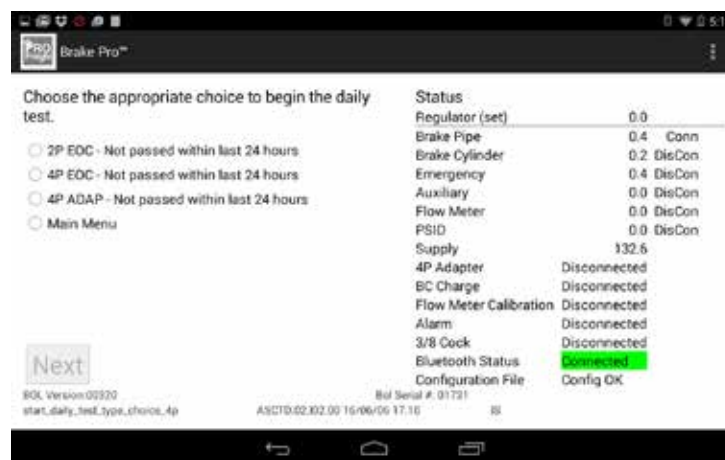 5:1
PRO
Brake Pro™
Choose the appropriate choice to begin the daily
test.
2P EOC - Not passed within last 24 hours
4P EOC - Not passed within last 24 hours
4P ADAP - Not passed within last 24 hours
Main Menu
Next
Status
Regulator (set) 0.0
Brake Pipe 0.4 Conn
Brake Cylinder 0.2 DisCon
Emergency 0.4 DisCon
Auxiliary 0.0 DisCon
Flow Meter 0.0 DisCon
PSID 0.0 DisCon
Supply 132.6
4P Adapter Disconnected
BC Charge Disconnected
Flow Meter Calibration Disconnected
Alarm Disconnected
3/8 Cock Disconnected
Bluetooth Status Connected
Configuration File Config OK
BOL Version:00320 Bol Serial #: 01731
start_daily_test_type_choice_4p